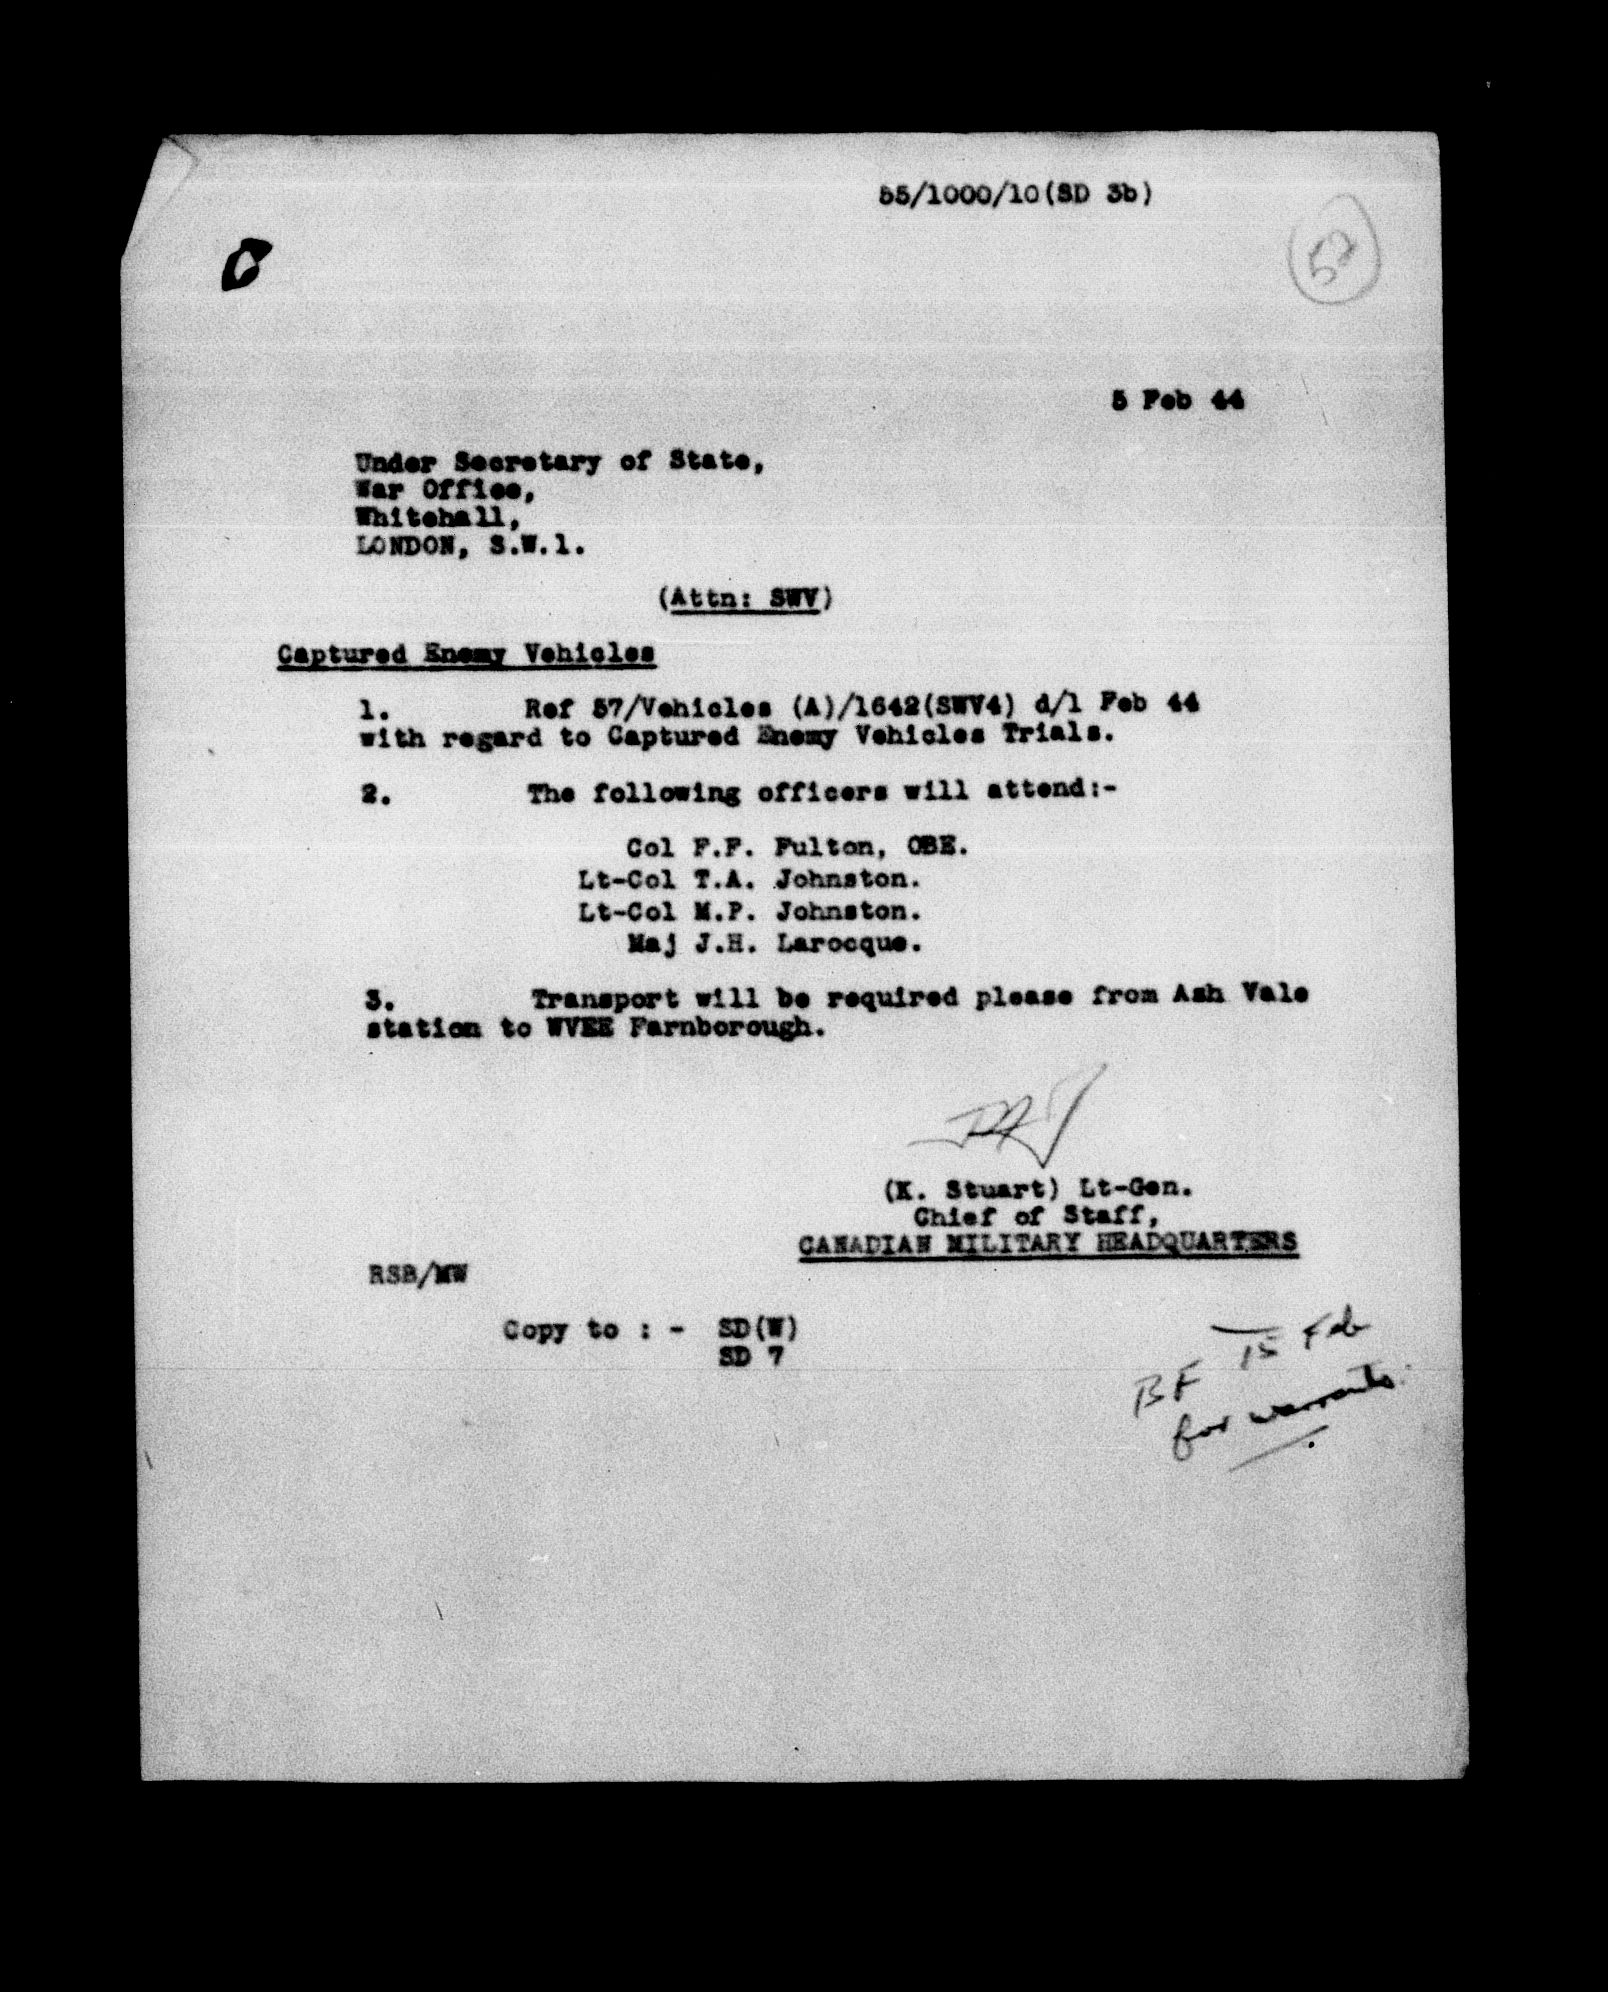 55/1000/10(SD 3b)
52
5 Feb 44
Under Secretary of State,
War Office,
Whitehall,
LONDON, S.W.1.
(Attn: SWV)
Captured Enemy Vehicles
1. Ref 57/Vehicles (A)/1642(SWV4) d/1 Feb 44
with regard to Captured Enemy Vehicles Trials.
2. The following officers will attend:-
Col F.F. Fulton, OBE.
Lt-Col T.A. Johnston.
Lt-Col M.P. Johnston.
Maj J.H. Larocque.
3. Transport will be required please from Ash Vale
station to WVEE Farnborough.
(K. Stuart) Lt-Gen.
Chief of Staff,
CANADIAN MILITARY HEADQUARTERS
RSB/MW
Copy to : - SD(W)
SD 7
BF 15 Feb
for warrants.